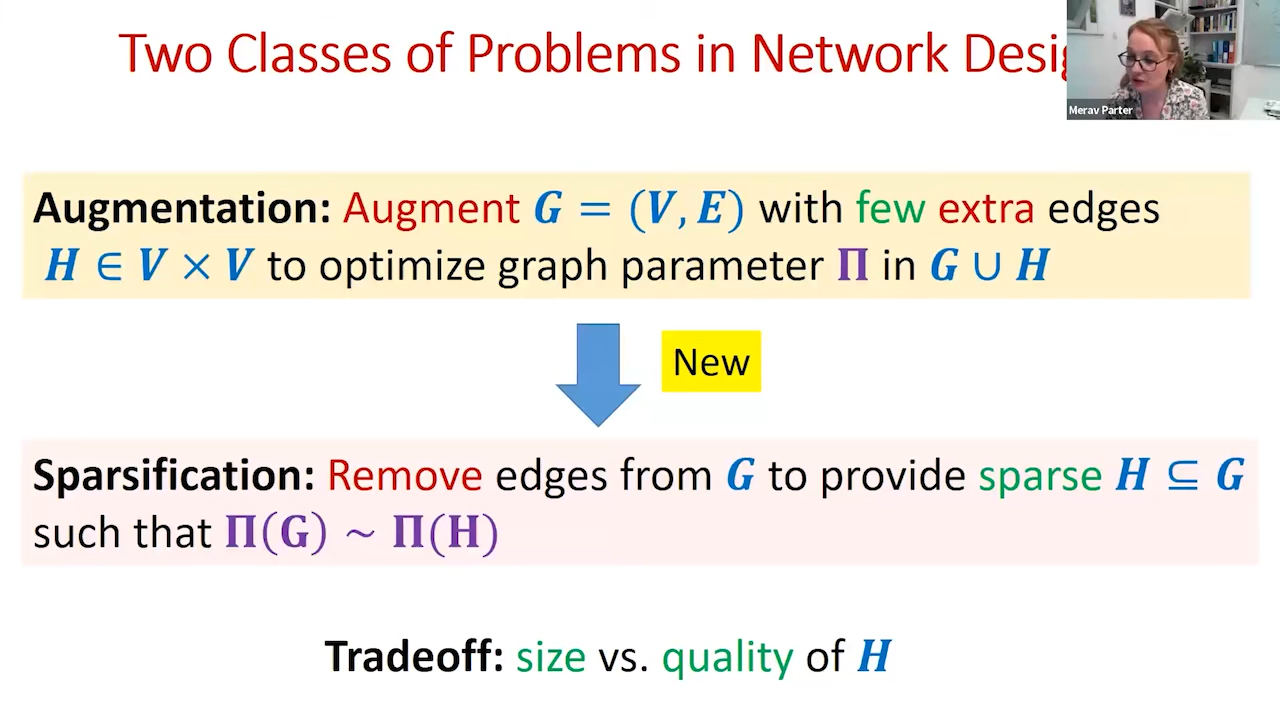 Two Classes of Problems in Network Desi
Merav Parter
Augmentation: Augment G = (V, E) with few extra edges
H ∈ V × V to optimize graph parameter Π in G ∪ H
New
Sparsification: Remove edges from G to provide sparse H ⊆ G
such that Π(G) ~ Π(H)
Tradeoff: size vs. quality of H